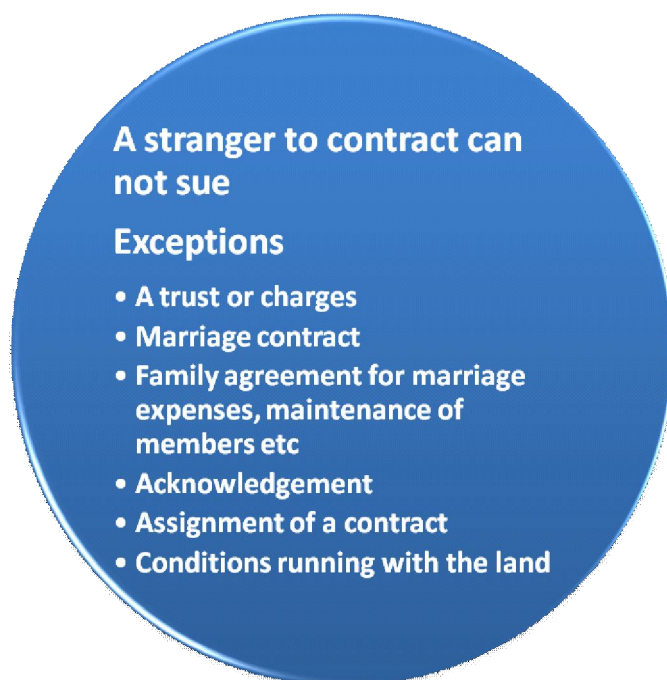 A stranger to contract can
not sue
Exceptions
• A trust or charges
• Marriage contract
• Family agreement for marriage
expenses, maintenance of
members etc
• Acknowledgement
• Assignment of a contract
• Conditions running with the land